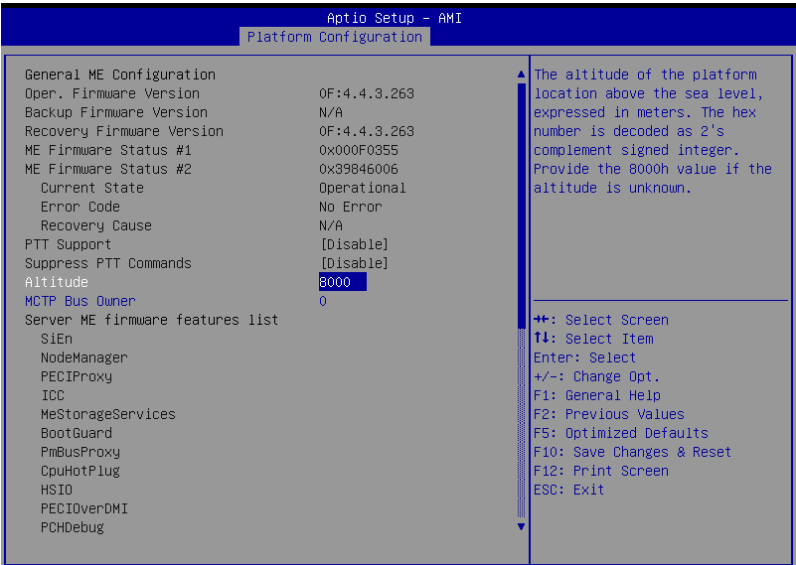 Aptio Setup – AMI
Platform Configuration
General ME Configuration
Oper. Firmware Version 0F:4.4.3.263
Backup Firmware Version N/A
Recovery Firmware Version 0F:4.4.3.263
ME Firmware Status #1 0x000F0355
ME Firmware Status #2 0x39846006
Current State Operational
Error Code No Error
Recovery Cause N/A
PTT Support [Disable]
Suppress PTT Commands [Disable]
Altitude 8000
MCTP Bus Owner 0
Server ME firmware features list
SiEn
NodeManager
PECIProxy
ICC
MeStorageServices
BootGuard
PmBusProxy
CpuHotPlug
HSIO
PECIOverDMI
PCHDebug
The altitude of the platform
location above the sea level,
expressed in meters. The hex
number is decoded as 2's
complement signed integer.
Provide the 8000h value if the
altitude is unknown.
→←: Select Screen
↑↓: Select Item
Enter: Select
+/-: Change Opt.
F1: General Help
F2: Previous Values
F5: Optimized Defaults
F10: Save Changes & Reset
F12: Print Screen
ESC: Exit